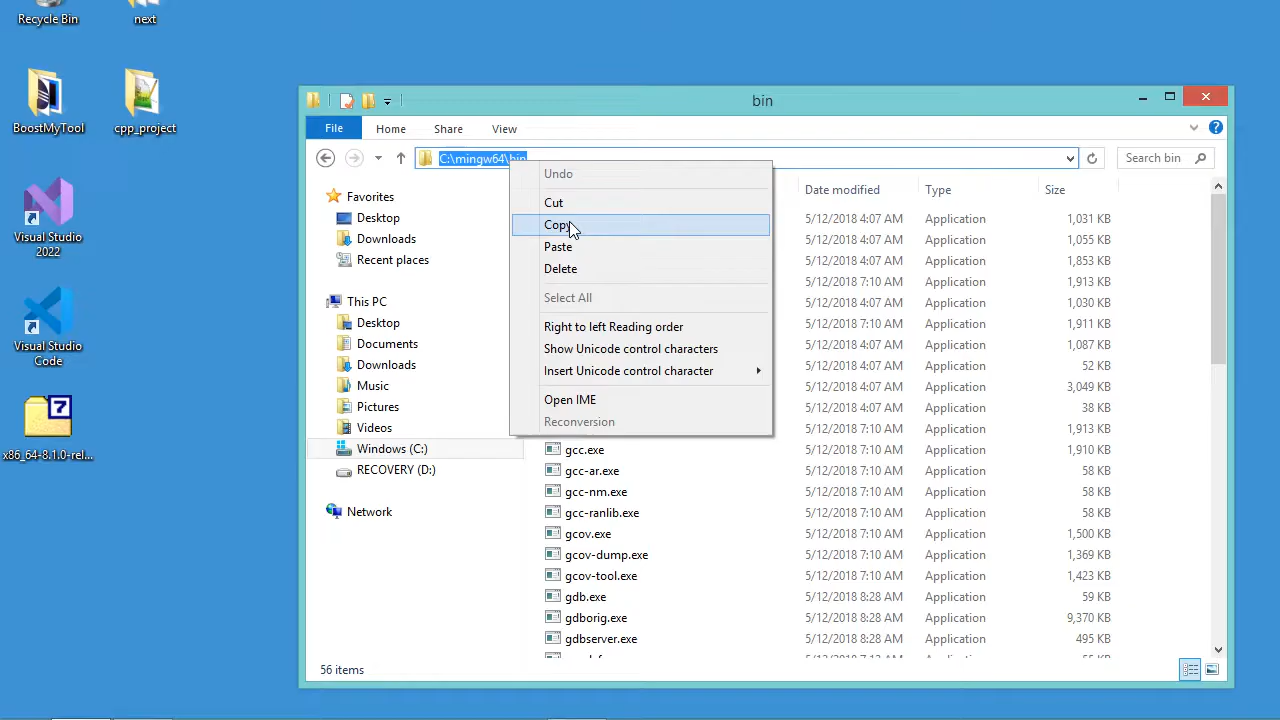 Recycle Bin
next
BoostMyTool
cpp_project
Visual Studio
2022
Visual Studio
Code
7
x86_64-8.1.0-rel...
bin
File
Home
Share
View
C:\mingw64\bin
Search bin
Favorites
Desktop
Downloads
Recent places
This PC
Desktop
Documents
Downloads
Music
Pictures
Videos
Windows (C:)
RECOVERY (D:)
Network
Undo
Cut
Copy
Paste
Delete
Select All
Right to left Reading order
Show Unicode control characters
Insert Unicode control character
Open IME
Reconversion
Date modified Type Size
5/12/2018 4:07 AM Application 1,031 KB
5/12/2018 4:07 AM Application 1,055 KB
5/12/2018 4:07 AM Application 1,853 KB
5/12/2018 7:10 AM Application 1,913 KB
5/12/2018 4:07 AM Application 1,030 KB
5/12/2018 7:10 AM Application 1,911 KB
5/12/2018 4:07 AM Application 1,087 KB
5/12/2018 4:07 AM Application 52 KB
5/12/2018 4:07 AM Application 3,049 KB
5/12/2018 4:07 AM Application 38 KB
5/12/2018 7:10 AM Application 1,913 KB
gcc.exe 5/12/2018 7:10 AM Application 1,910 KB
gcc-ar.exe 5/12/2018 7:10 AM Application 58 KB
gcc-nm.exe 5/12/2018 7:10 AM Application 58 KB
gcc-ranlib.exe 5/12/2018 7:10 AM Application 58 KB
gcov.exe 5/12/2018 7:10 AM Application 1,500 KB
gcov-dump.exe 5/12/2018 7:10 AM Application 1,369 KB
gcov-tool.exe 5/12/2018 7:10 AM Application 1,423 KB
gdb.exe 5/12/2018 8:28 AM Application 59 KB
gdborig.exe 5/12/2018 8:28 AM Application 9,370 KB
gdbserver.exe 5/12/2018 8:28 AM Application 495 KB
56 items